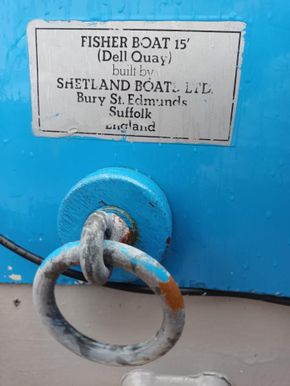 FISHER BOAT 15'
(Dell Quay)
built by
SHETLAND BOATS LTD.
Bury St. Edmunds
Suffolk
England